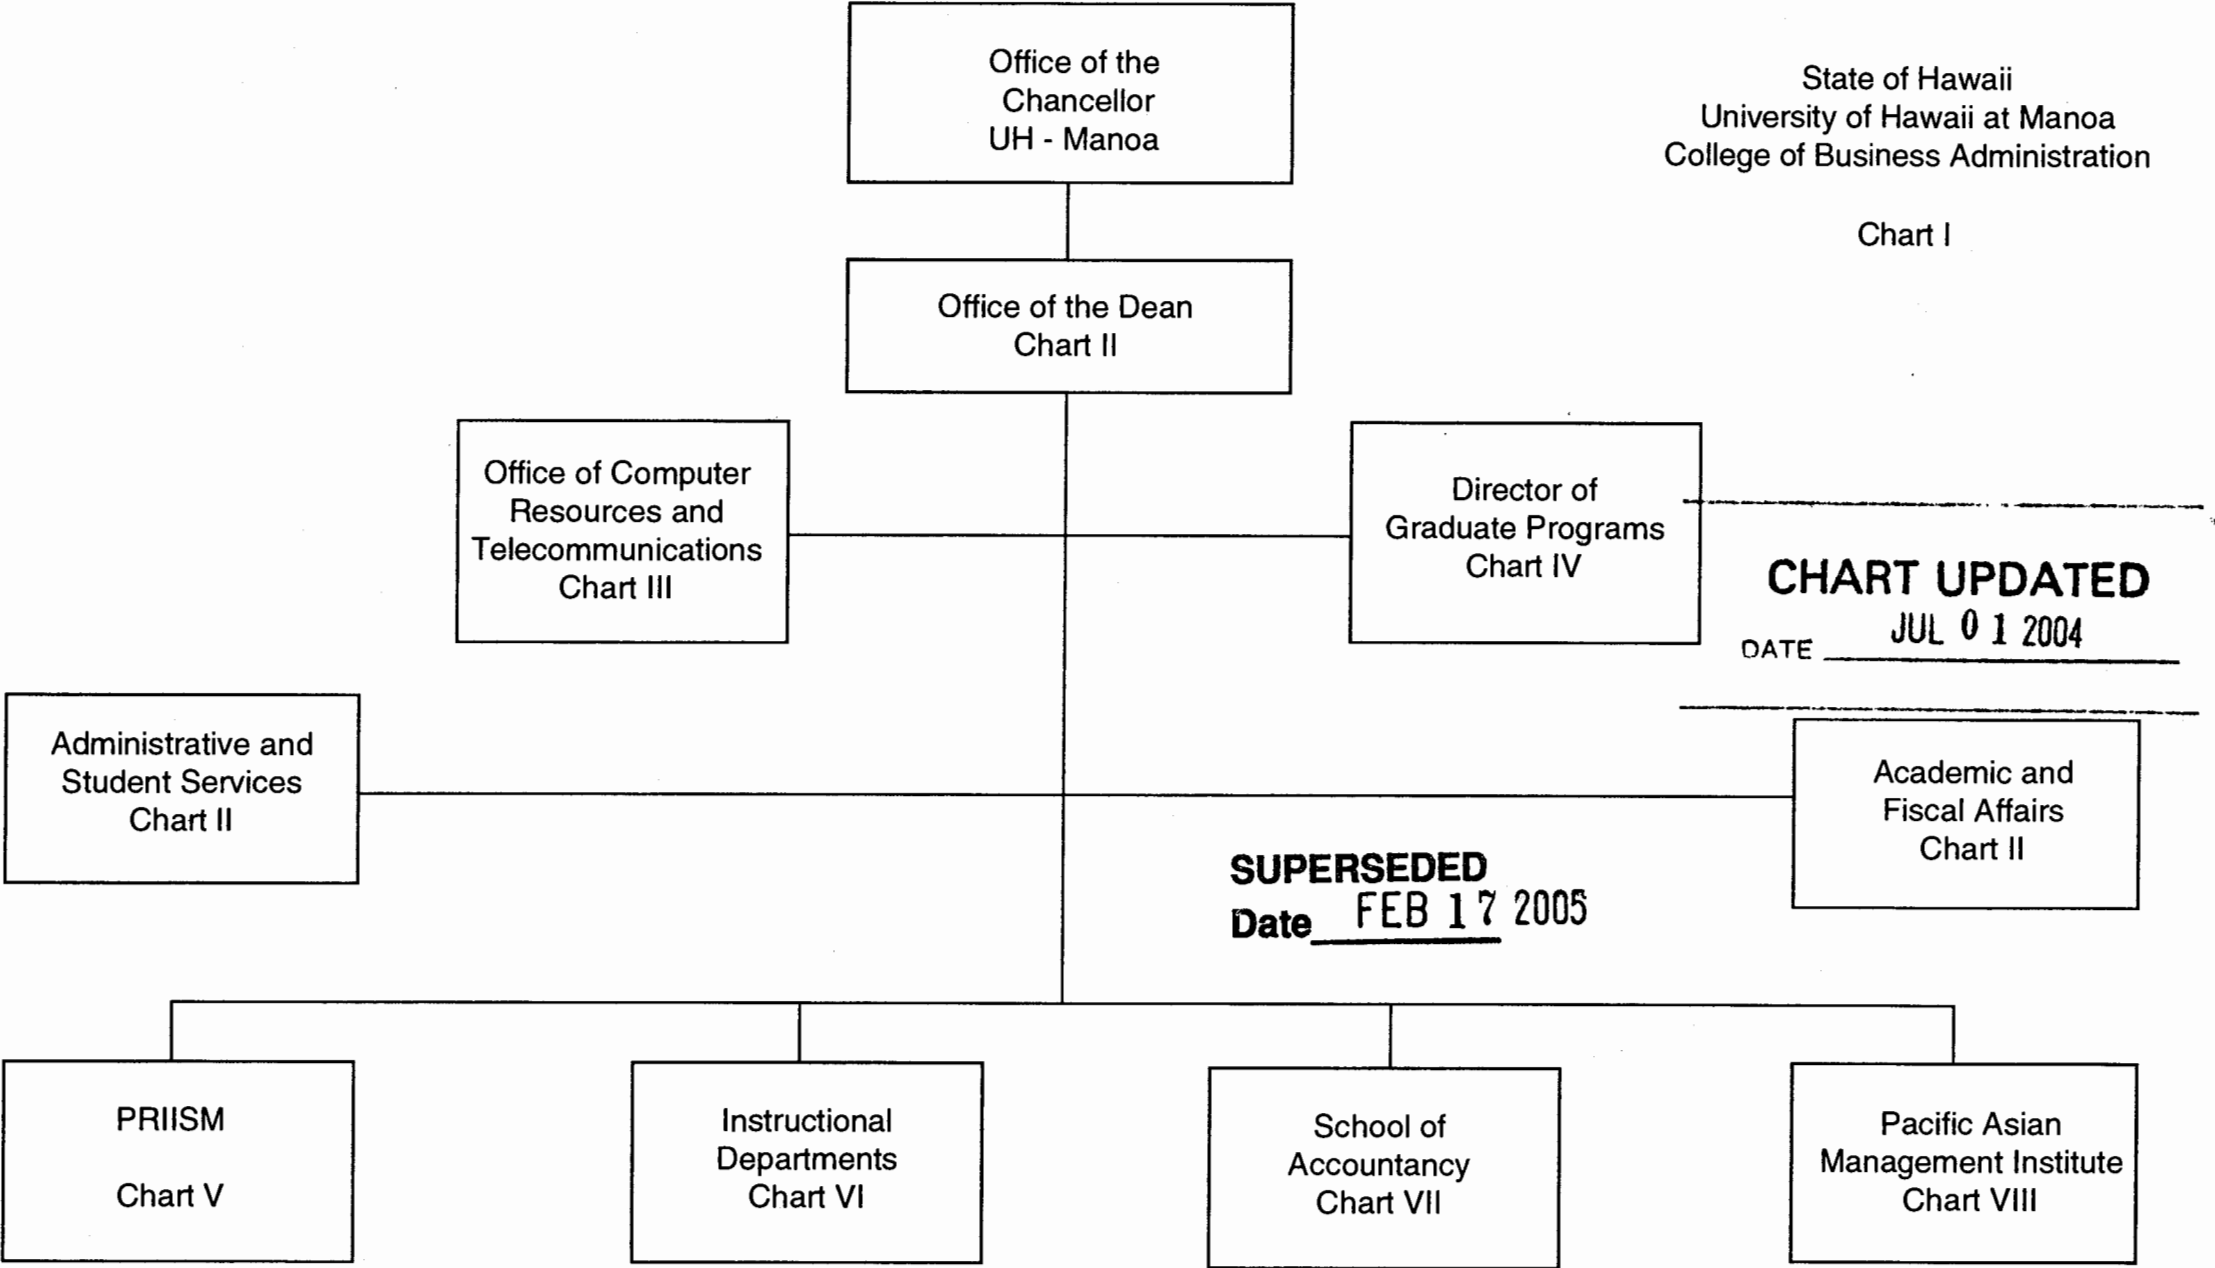 Office of the
Chancellor
UH - Manoa
State of Hawaii
University of Hawaii at Manoa
College of Business Administration
Chart I
Office of the Dean
Chart II
Office of Computer
Resources and
Telecommunications
Chart III
Director of
Graduate Programs
Chart IV
CHART UPDATED
DATE JUL 01 2004
Administrative and
Student Services
Chart II
Academic and
Fiscal Affairs
Chart II
SUPERSEDED
Date FEB 17 2005
PRIISM
Chart V
Instructional
Departments
Chart VI
School of
Accountancy
Chart VII
Pacific Asian
Management Institute
Chart VIII